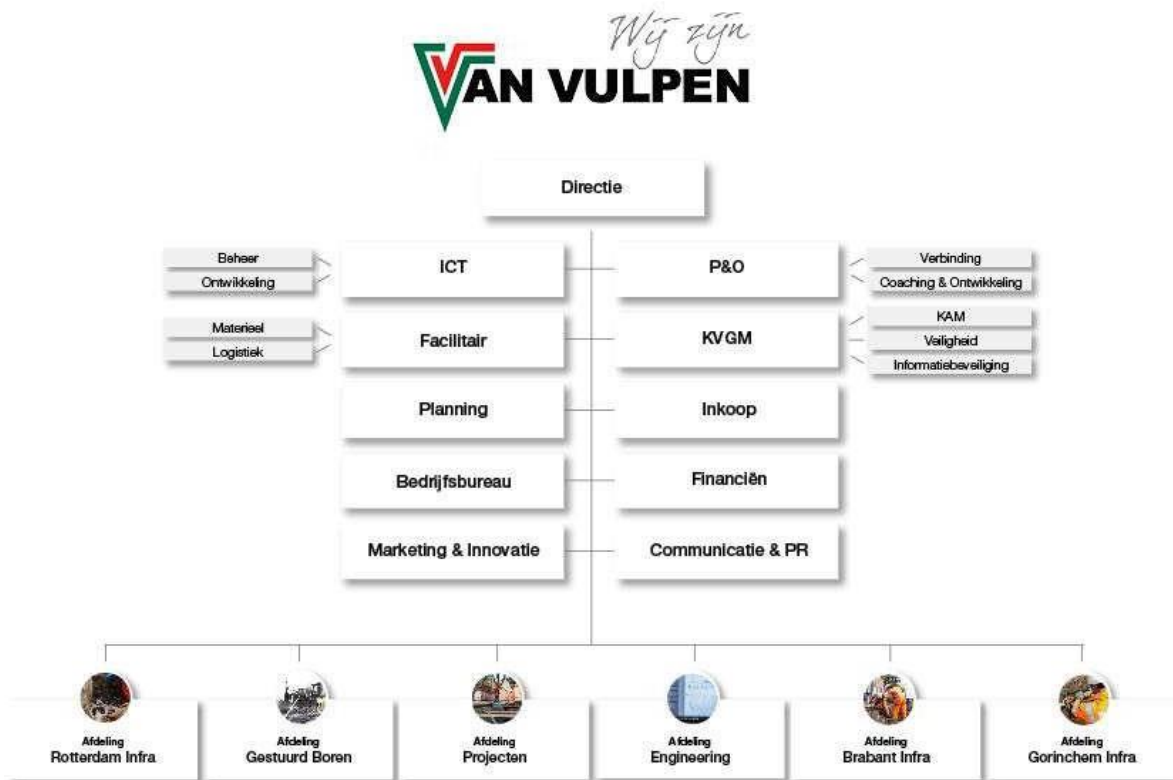 Wij zijn
VAN VULPEN
Directie
Beheer
Ontwikkeling
ICT
P&O
Verbinding
Coaching & Ontwikkeling
Materieel
Logistiek
Facilitair
KVGM
KAM
Veiligheid
Informatiebeveiliging
Planning
Inkoop
Bedrijfsbureau
Financiën
Marketing & Innovatie
Communicatie & PR
Afdeling
Rotterdam Infra
Afdeling
Gestuurd Boren
Afdeling
Projecten
Afdeling
Engineering
Afdeling
Brabant Infra
Afdeling
Gorinchem Infra